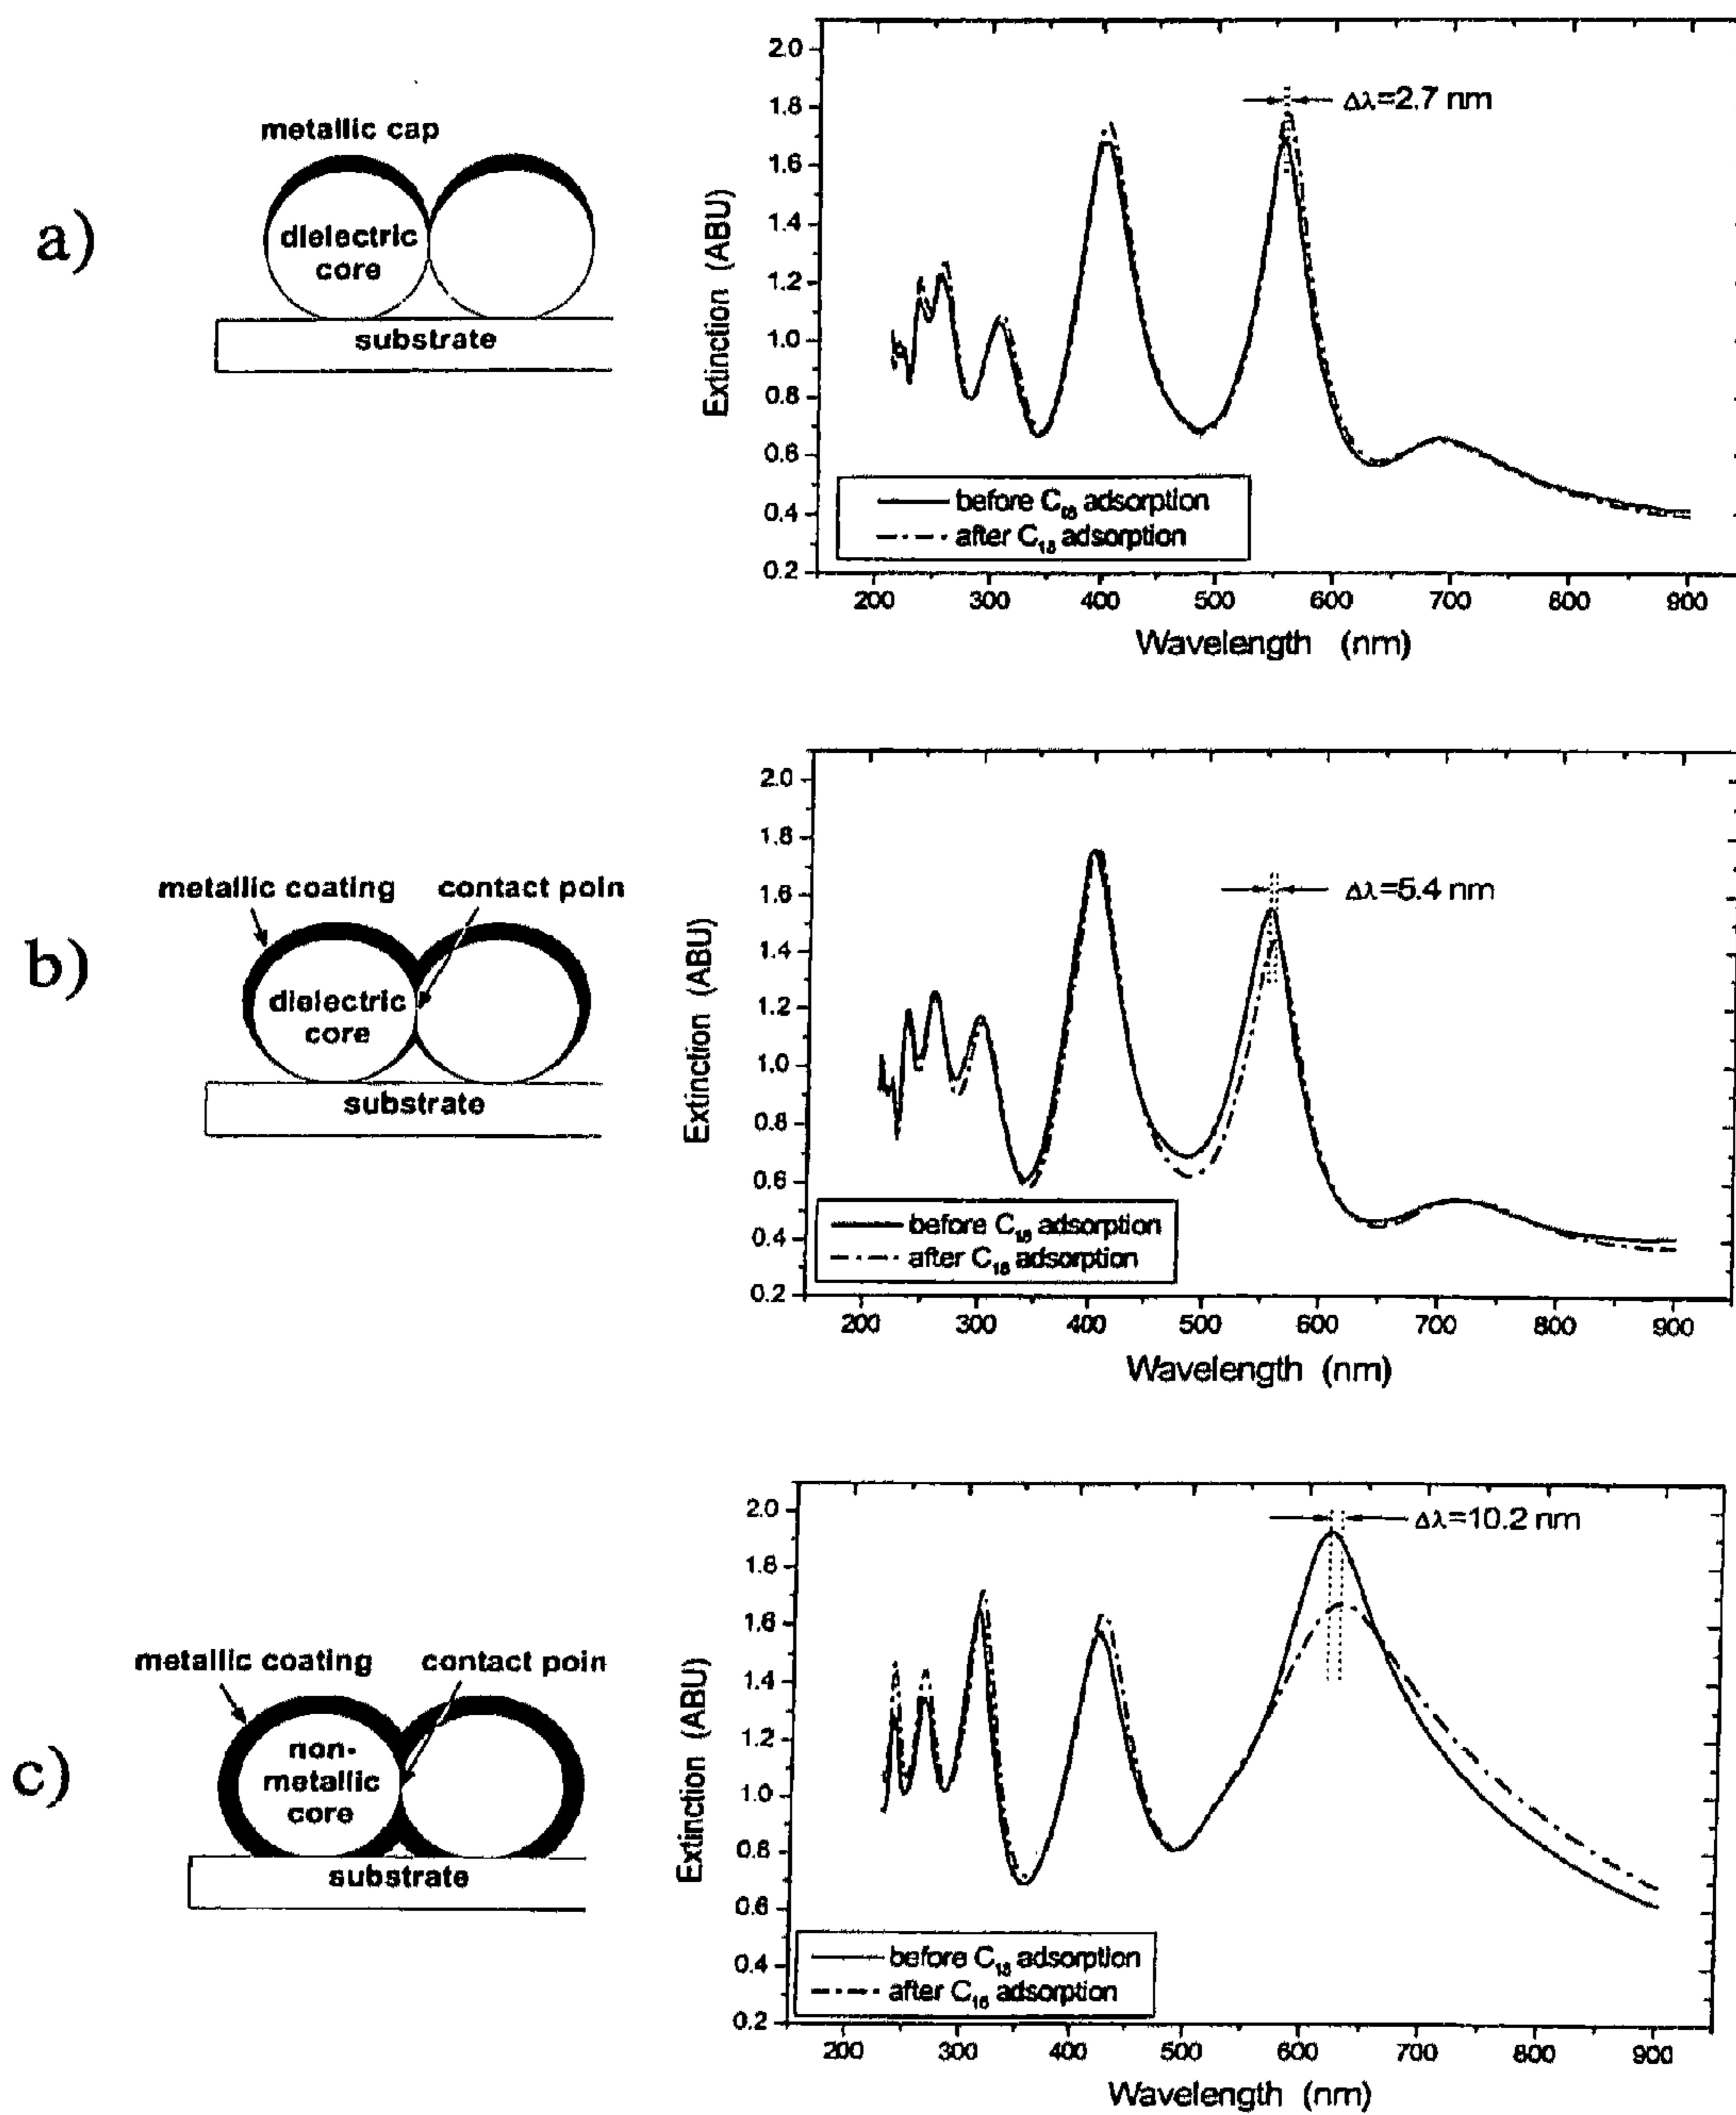 a)
metallic cap
dielectric
core
substrate
Extinction (ABU)
2.0
1.8
1.6
1.4
1.2
1.0
0.8
0.6
0.4
0.2
Δλ=2.7 nm
before C18 adsorption
after C18 adsorption
200 300 400 500 600 700 800 900
Wavelength (nm)
b)
metallic coating contact poin
dielectric
core
substrate
Extinction (ABU)
2.0
1.8
1.6
1.4
1.2
1.0
0.8
0.6
0.4
0.2
Δλ=5.4 nm
before C18 adsorption
after C18 adsorption
200 300 400 500 600 700 800 900
Wavelength (nm)
c)
metallic coating contact poin
non-
metallic
core
substrate
Extinction (ABU)
2.0
1.8
1.6
1.4
1.2
1.0
0.8
0.6
0.4
0.2
Δλ=10.2 nm
before C18 adsorption
after C18 adsorption
200 300 400 500 600 700 800 900
Wavelength (nm)